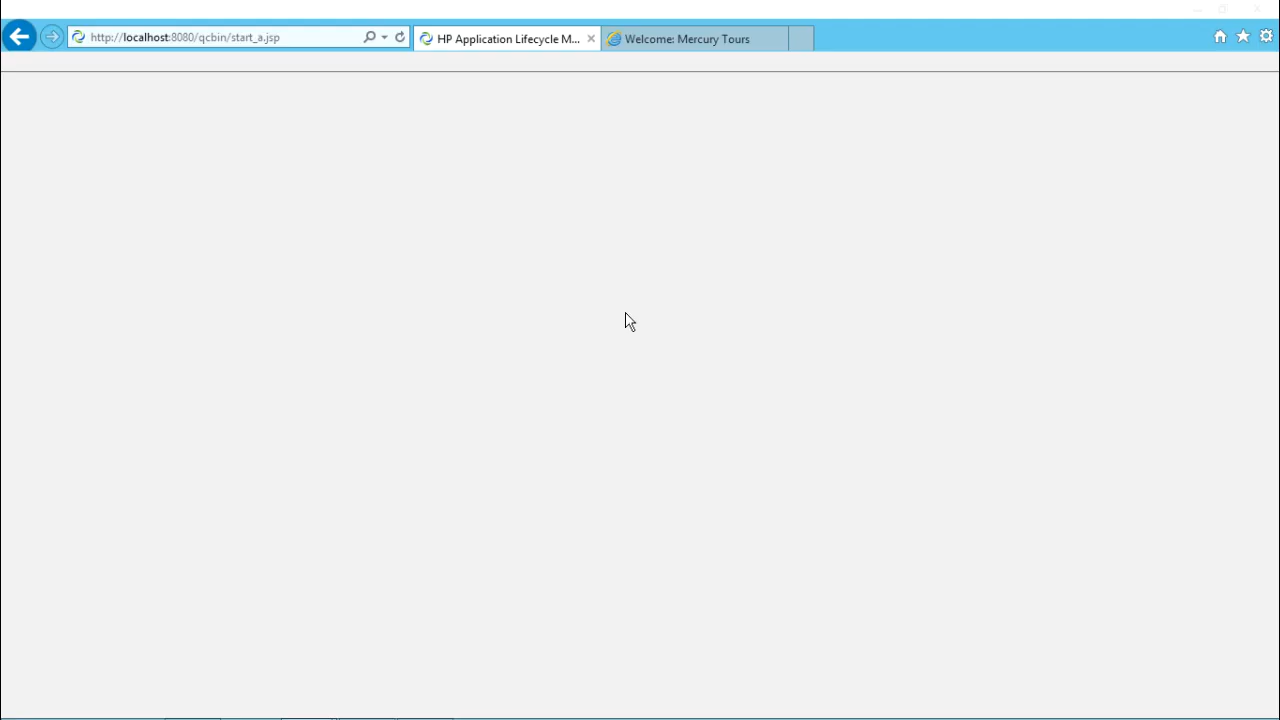 http://localhost:8080/qcbin/start_a.jsp
HP Application Lifecycle M...
Welcome: Mercury Tours